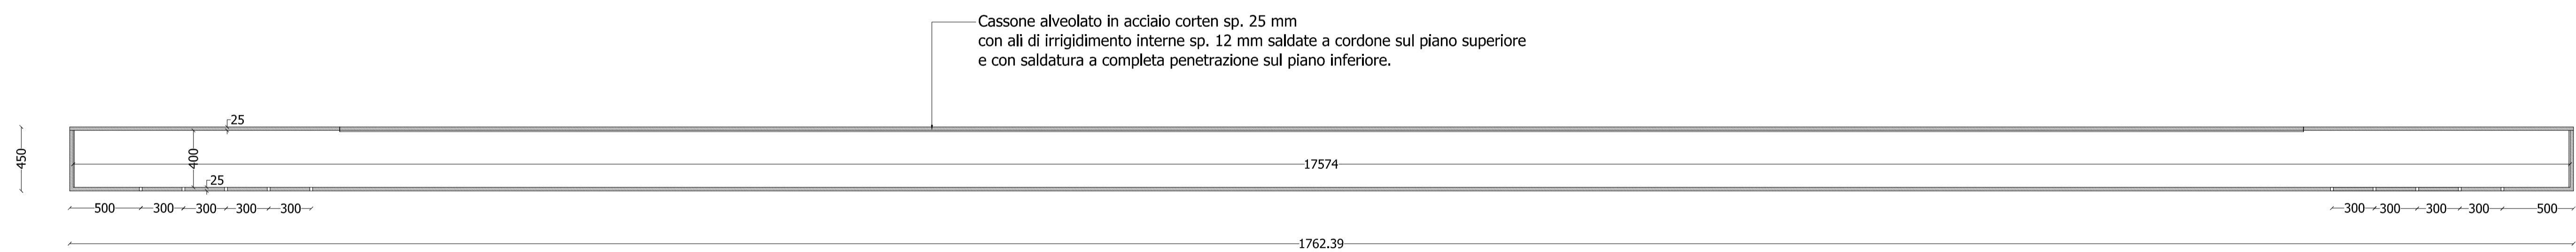 Cassone alveolato in acciaio corten sp. 25 mm
con ali di irrigidimento interne sp. 12 mm saldate a cordone sul piano superiore
e con saldatura a completa penetrazione sul piano inferiore.
25
450
400
17574
25
500 300 300 300 300 300 300 300 300 500
1762.39